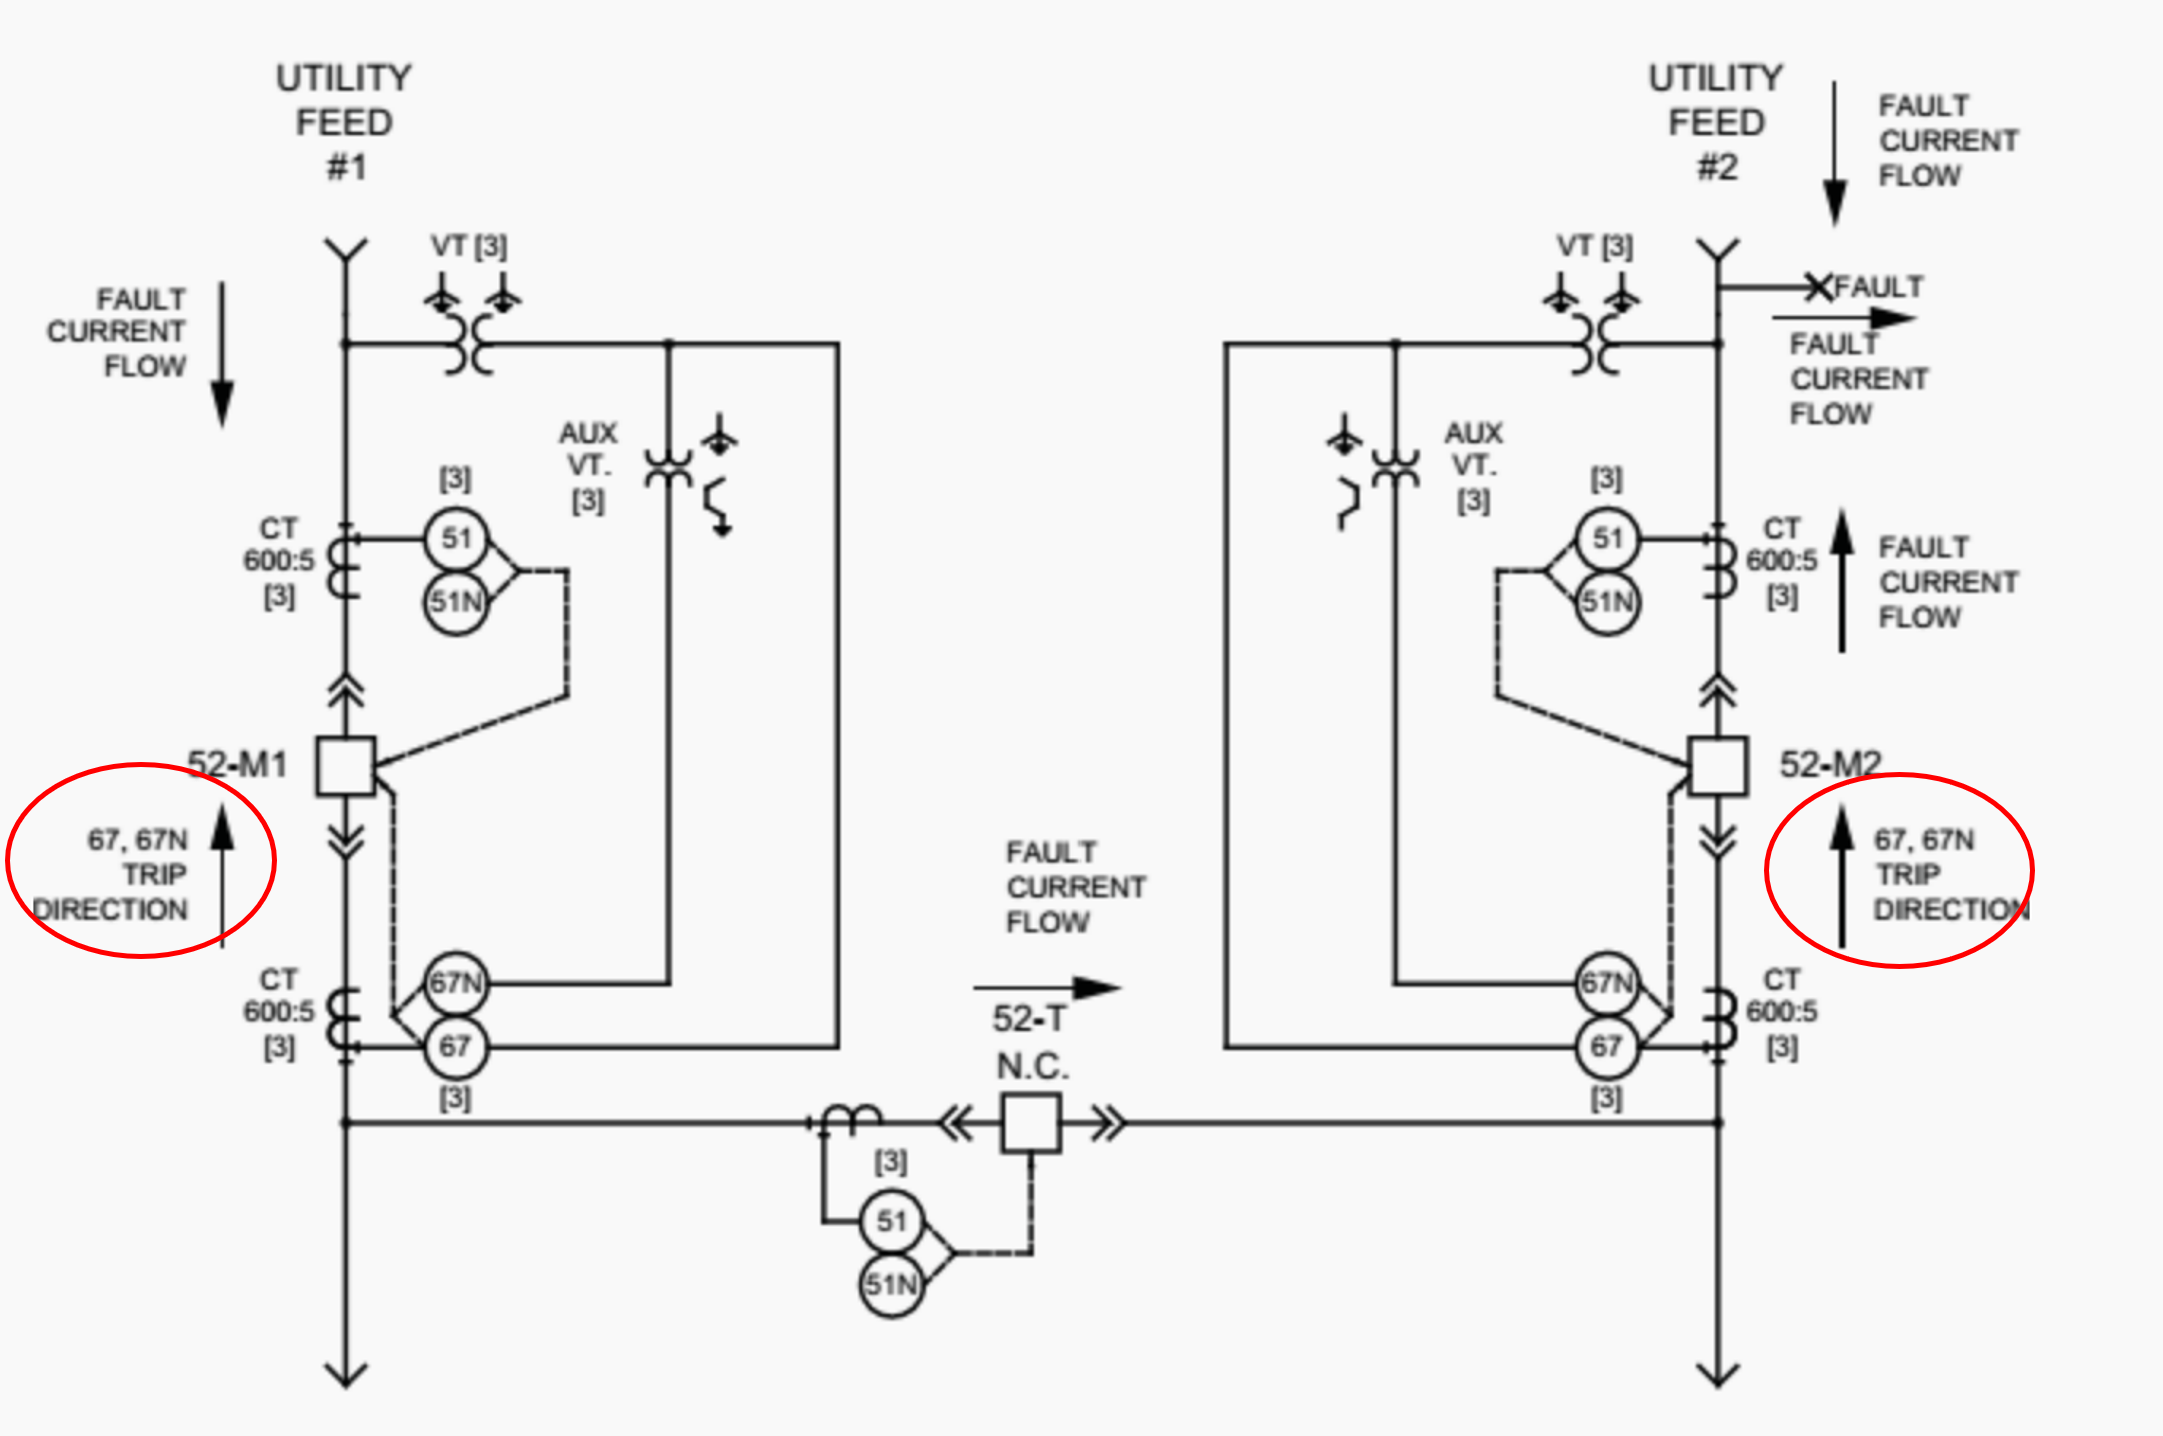 UTILITY
FEED
#1
UTILITY
FEED
#2
FAULT
CURRENT
FLOW
VT [3]
VT [3]
FAULT
CURRENT
FLOW
FAULT
FAULT
CURRENT
FLOW
AUX
VT.
[3]
AUX
VT.
[3]
CT
600:5
[3]
[3]
51
51N
[3]
51
51N
CT
600:5
[3]
FAULT
CURRENT
FLOW
52-M1
52-M2
67, 67N
TRIP
DIRECTION
67, 67N
TRIP
DIRECTION
FAULT
CURRENT
FLOW
CT
600:5
[3]
67N
67
[3]
52-T
N.C.
67N
67
[3]
CT
600:5
[3]
[3]
51
51N